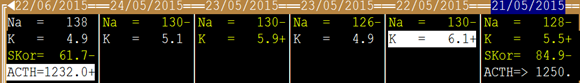 ◄22/06/2015 24/05/2015 23/05/2015 23/05/2015 22/05/2015 21/05/2015
Na = 138 Na = 130- Na = 130- Na = 126- Na = 130- Na = 128-
K = 4.9 K = 5.1 K = 5.9+ K = 4.9 K = 6.1+ K = 5.5+
SKor= 61.7- SKor= 84.9-
ACTH=1232.0+ ACTH=> 1250.